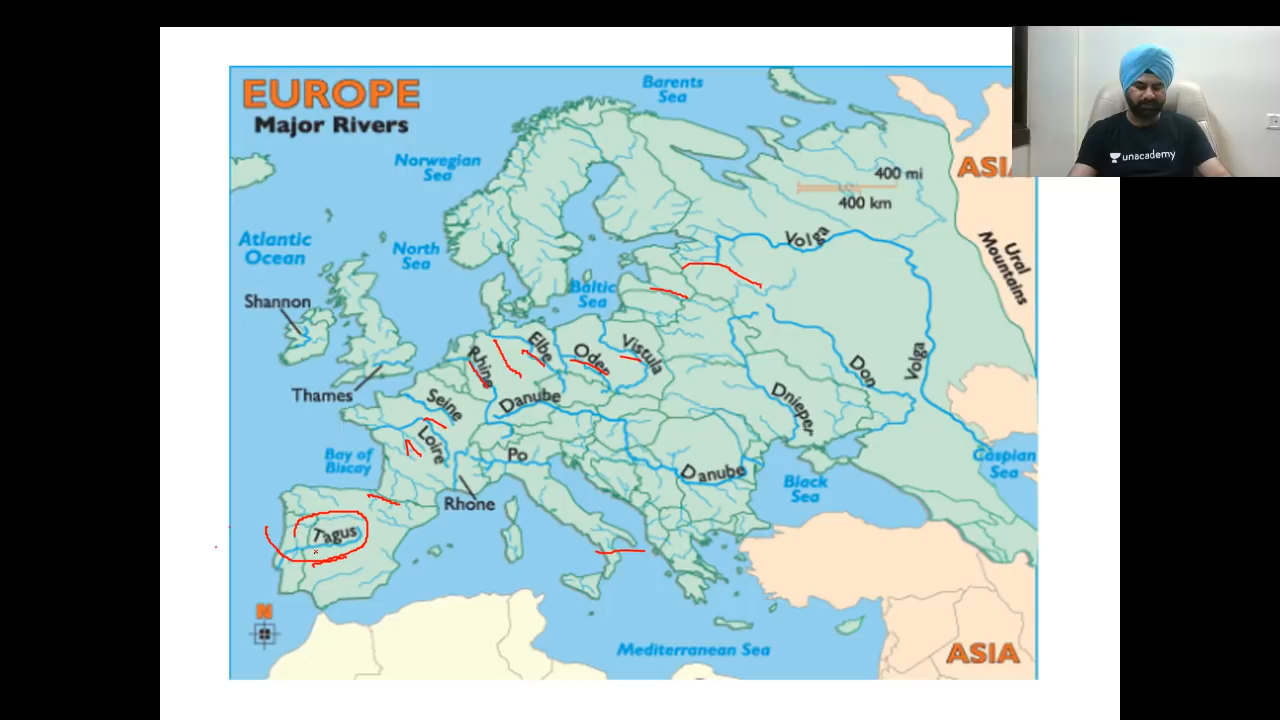 EUROPE
Major Rivers
Barents
Sea
Norwegian
Sea
ASIA
400 mi
400 km
Ural
Mountains
Atlantic
Ocean
North
Sea
Volga
Baltic
Sea
Shannon
Thames
Rhine
Elbe
Oder
Vistula
Don
Volga
Dnieper
Seine
Danube
Loire
Bay of
Biscay
Po
Danube
Rhone
Black
Sea
Caspian
Sea
Tagus
N
Mediterranean Sea
ASIA
unacademy